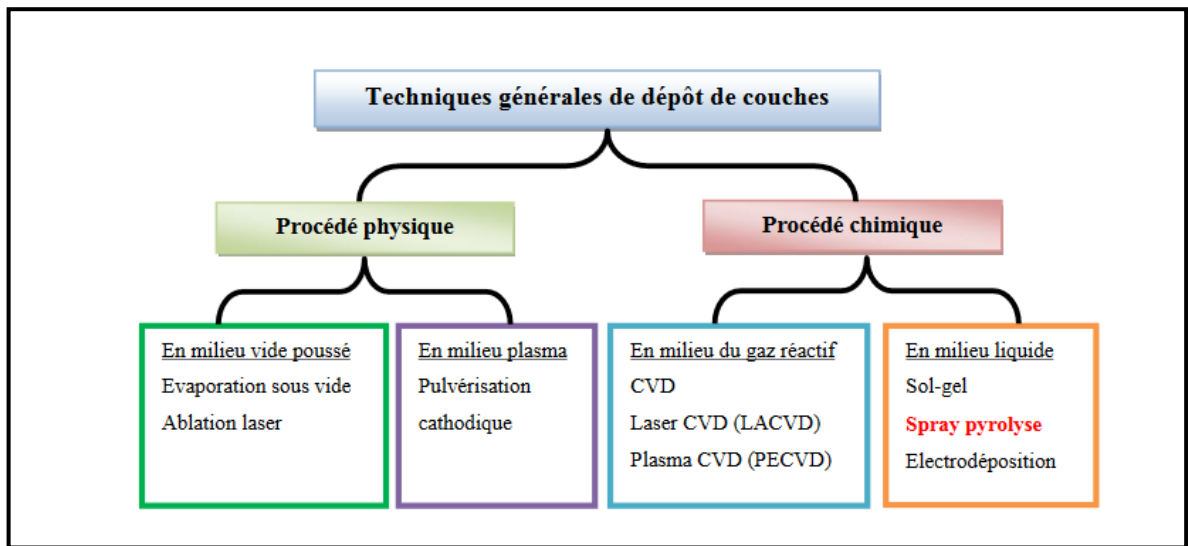 Techniques générales de dépôt de couches
Procédé physique
Procédé chimique
En milieu vide poussé
Evaporation sous vide
Ablation laser
En milieu plasma
Pulvérisation
cathodique
En milieu du gaz réactif
CVD
Laser CVD (LACVD)
Plasma CVD (PECVD)
En milieu liquide
Sol-gel
Spray pyrolyse
Electrodéposition